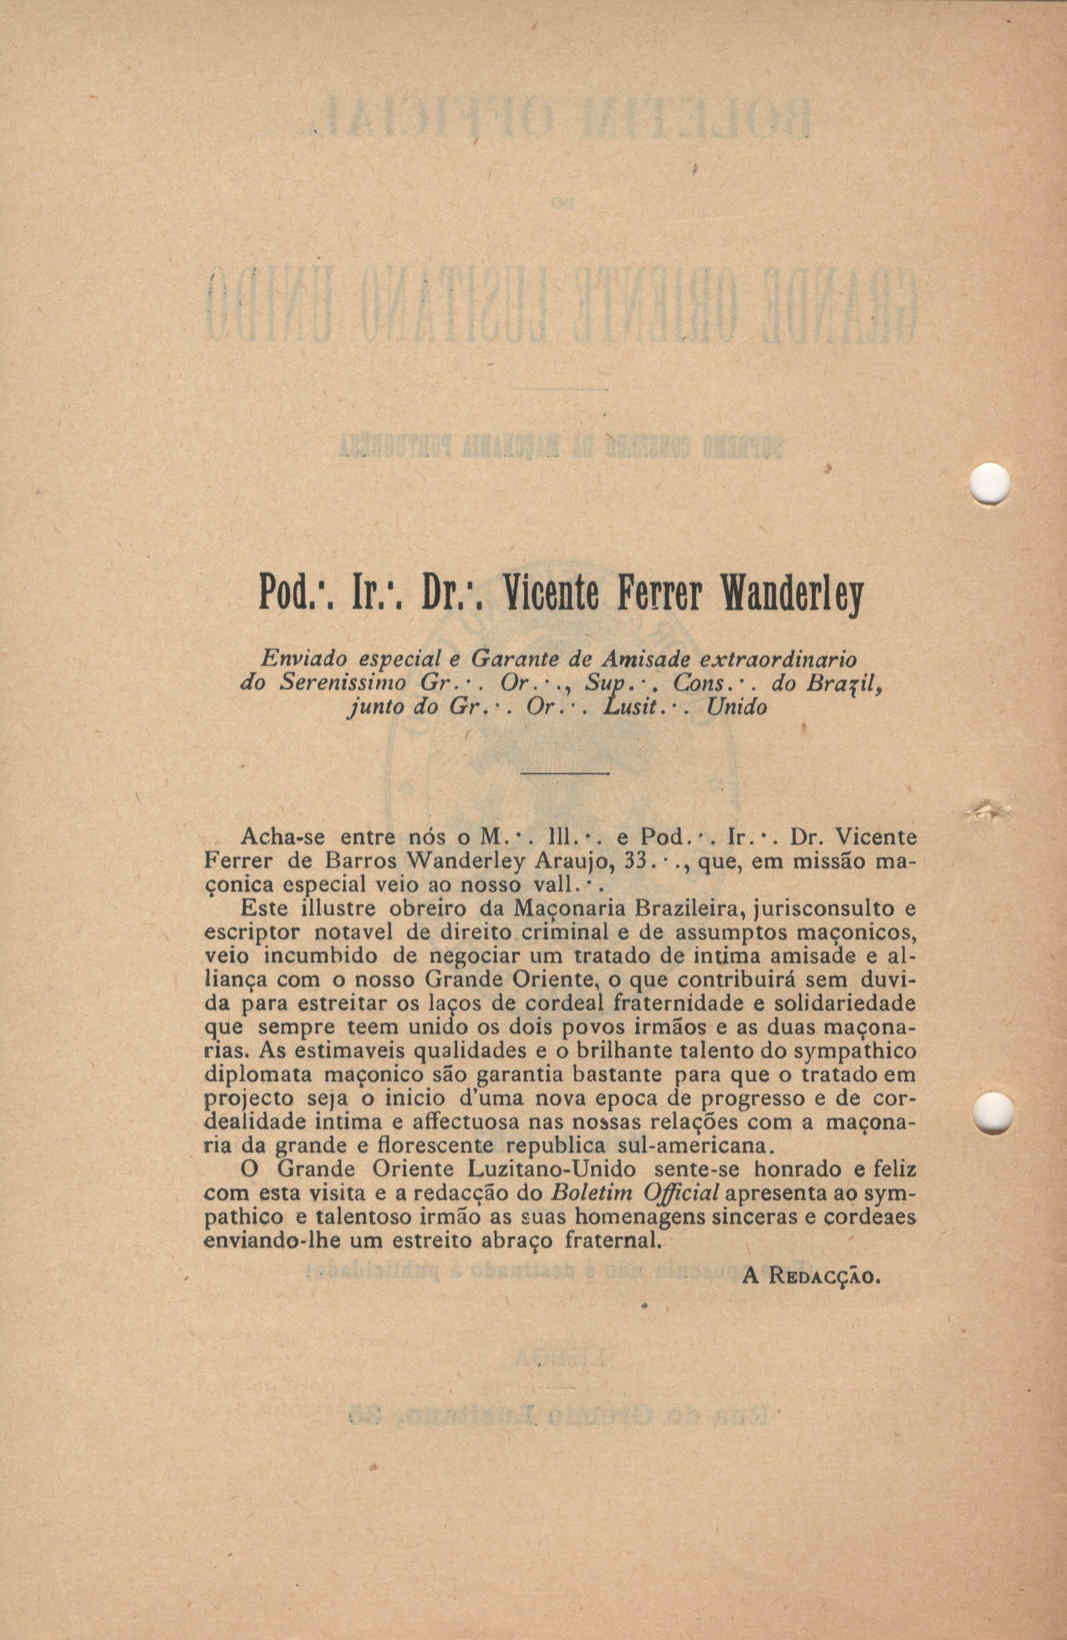 Pod.∴ Ir.∴ Dr.∴ Vicente Ferrer Wanderley
Enviado especial e Garante de Amisade extraordinario
do Serenissimo Gr.∴ Or.∴, Sup.∴ Cons.∴ do Brazil,
junto do Gr.∴ Or.∴ Lusit.∴ Unido
Acha-se entre nós o M.∴ Ill.∴ e Pod.∴ Ir.∴ Dr. Vicente
Ferrer de Barros Wanderley Araujo, 33.∴, que, em missão ma-
çonica especial veio ao nosso vall.∴
Este illustre obreiro da Maçonaria Brazileira, jurisconsulto e
escriptor notavel de direito criminal e de assumptos maçonicos,
veio incumbido de negociar um tratado de intima amisade e al-
liança com o nosso Grande Oriente, o que contribuirá sem duvi-
da para estreitar os laços de cordeal fraternidade e solidariedade
que sempre teem unido os dois povos irmãos e as duas maçona-
rias. As estimaveis qualidades e o brilhante talento do sympathico
diplomata maçonico são garantia bastante para que o tratado em
projecto seja o inicio d'uma nova epoca de progresso e de cor-
dealidade intima e affectuosa nas nossas relações com a maçona-
ria da grande e florescente republica sul-americana.
O Grande Oriente Luzitano-Unido sente-se honrado e feliz
com esta visita e a redacção do Boletim Official apresenta ao sym-
pathico e talentoso irmão as suas homenagens sinceras e cordeaes
enviando-lhe um estreito abraço fraternal.
A Redacção.